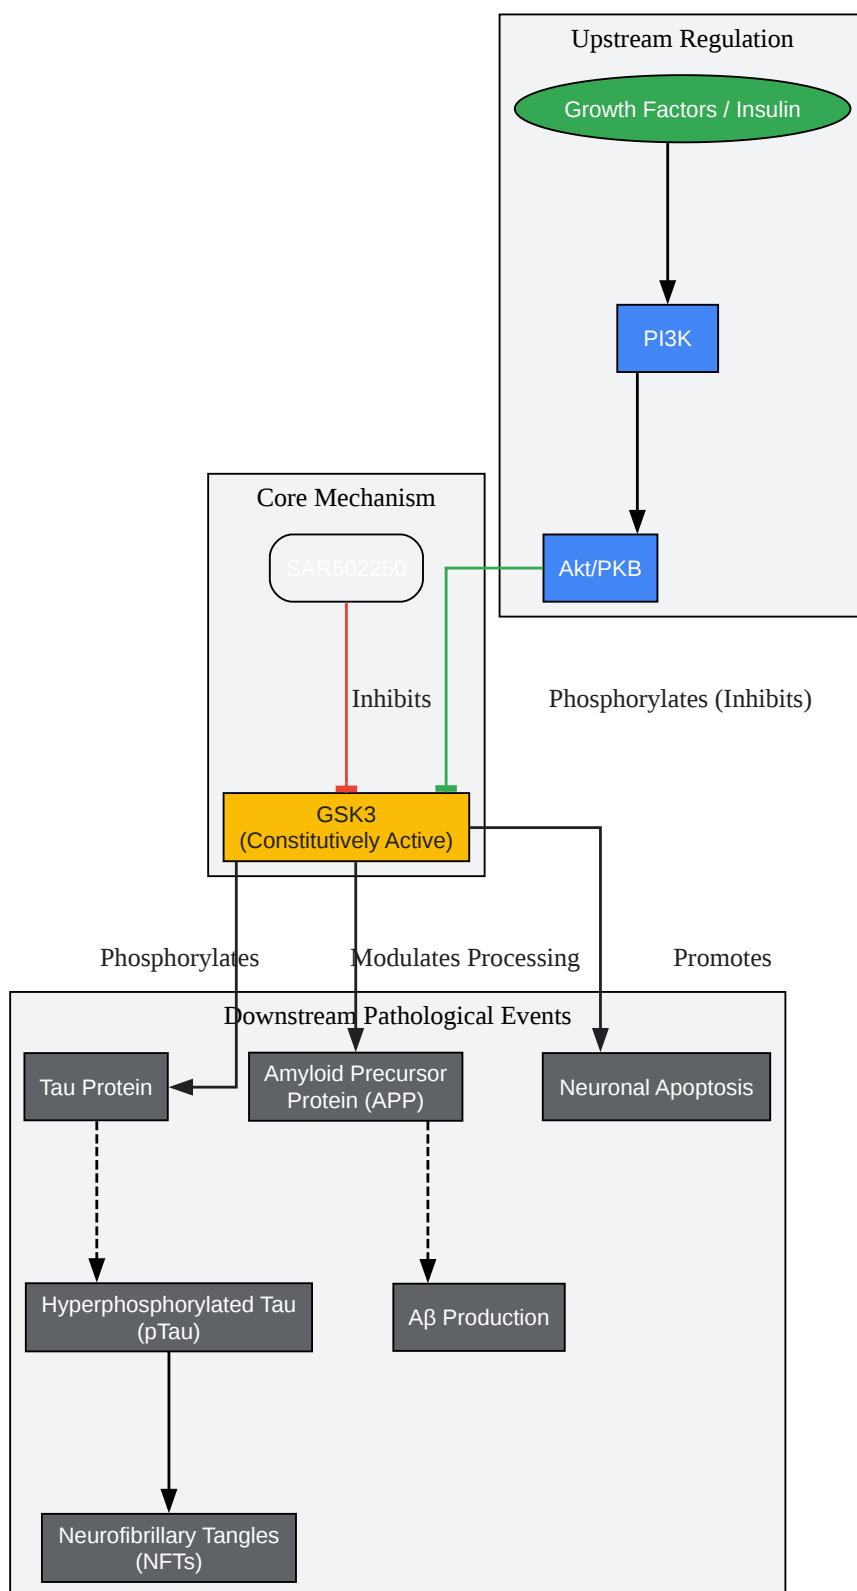 Upstream Regulation
Growth Factors / Insulin
PI3K
Core Mechanism
SAR502250
Akt/PKB
Inhibits
Phosphorylates (Inhibits)
GSK3
(Constitutively Active)
Phosphorylates
Modulates Processing
Promotes
Downstream Pathological Events
Tau Protein
Amyloid Precursor
Protein (APP)
Neuronal Apoptosis
Hyperphosphorylated Tau
(pTau)
Aβ Production
Neurofibrillary Tangles
(NFTs)